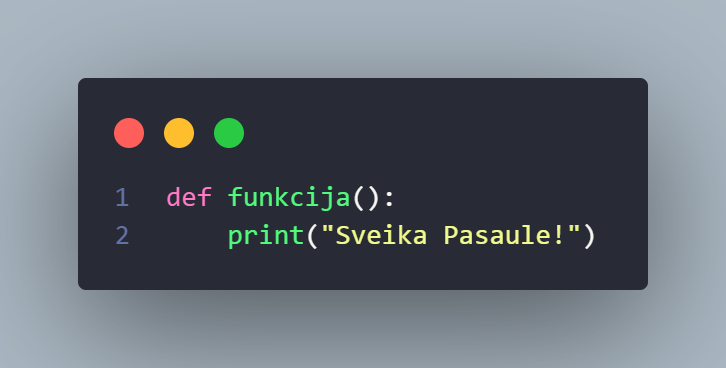 1 def funkcija():
2     print("Sveika Pasaule!")